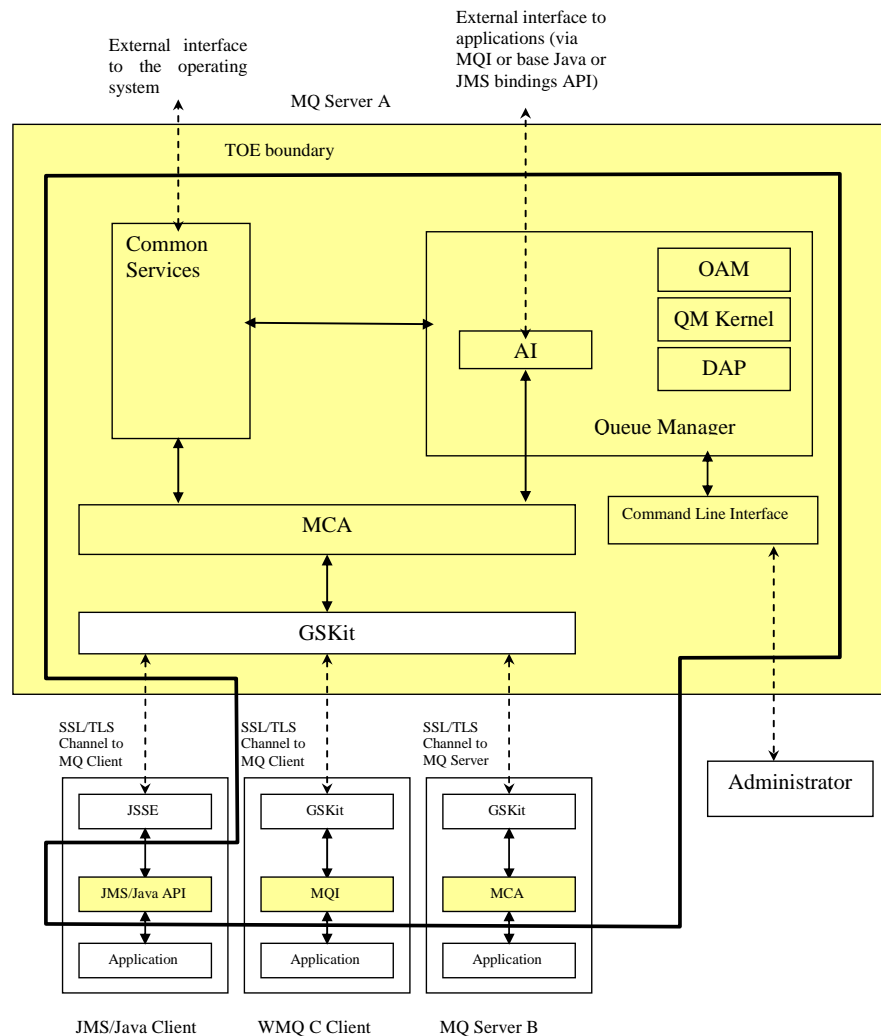 External interface
to the operating
system
External interface to
applications (via
MQI or base Java or
JMS bindings API)
MQ Server A
TOE boundary
Common
Services
OAM
QM Kernel
DAP
AI
Queue Manager
MCA
Command Line Interface
GSKit
SSL/TLS
Channel to
MQ Client
SSL/TLS
Channel to
MQ Client
SSL/TLS
Channel to
MQ Server
Administrator
JSSE
GSKit
GSKit
JMS/Java API
MQI
MCA
Application
Application
Application
JMS/Java Client
WMQ C Client
MQ Server B